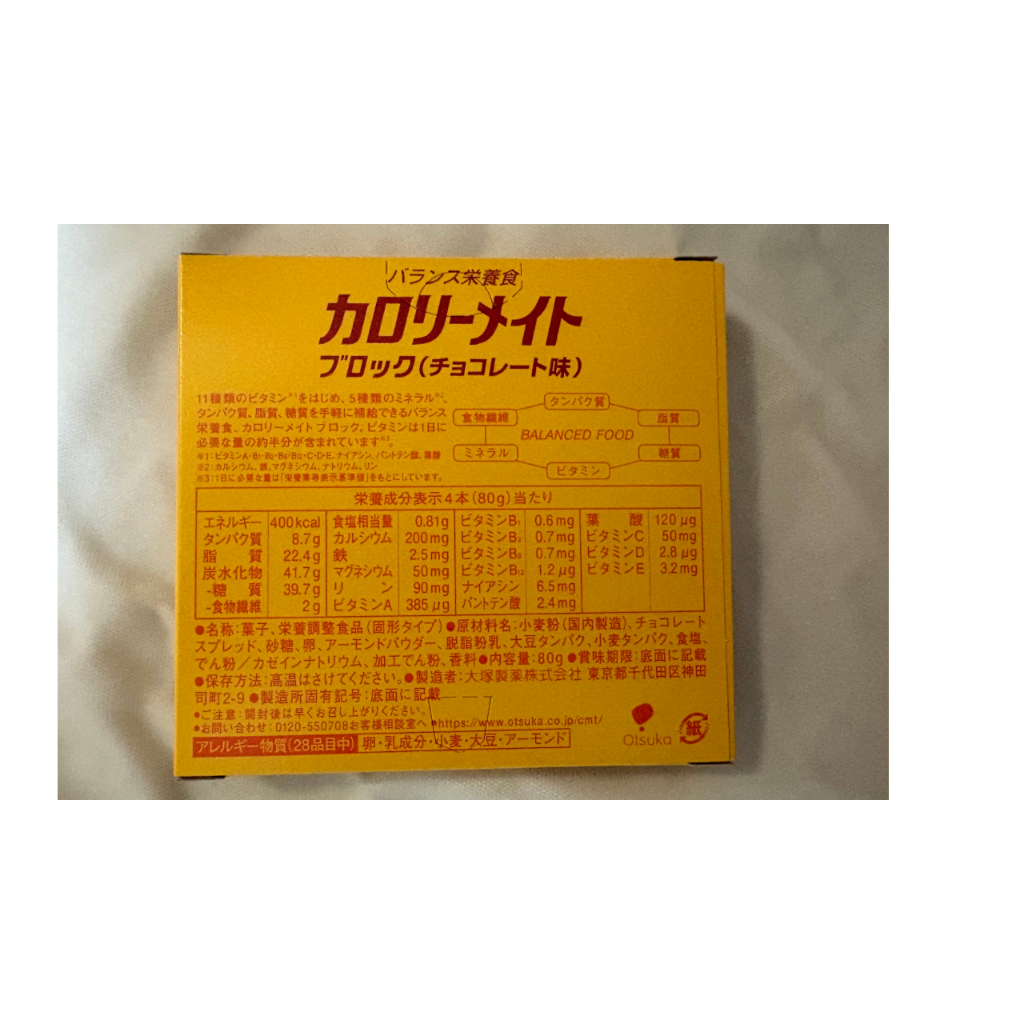 バランス栄養食
カロリーメイト
ブロック(チョコレート味)
11種類のビタミン※1をはじめ、5種類のミネラル※2、
タンパク質、脂質、糖質を手軽に補給できるバランス
栄養食、カロリーメイト ブロック。ビタミンは1日に
必要な量の約半分が含まれています※3。
※1:ビタミンA・B1・B2・B6・B12・C・D・E、ナイアシン、パントテン酸、葉酸
※2:カルシウム、鉄、マグネシウム、ナトリウム、リン
※3:1日に必要な量は「栄養素等表示基準値」をもとにしています。
タンパク質
食物繊維 脂質
BALANCED FOOD
ミネラル 糖質
ビタミン
栄養成分表示4本(80g)当たり
エネルギー 400kcal 食塩相当量 0.81g ビタミンB1 0.6mg 葉酸 120μg
タンパク質 8.7g カルシウム 200mg ビタミンB2 0.7mg ビタミンC 50mg
脂質 22.4g 鉄 2.5mg ビタミンB6 0.7mg ビタミンD 2.8μg
炭水化物 41.7g マグネシウム 50mg ビタミンB12 1.2μg ビタミンE 3.2mg
-糖質 39.7g リン 90mg ナイアシン 6.5mg
-食物繊維 2g ビタミンA 385μg パントテン酸 2.4mg
●名称:菓子、栄養調整食品(固形タイプ)●原材料名:小麦粉(国内製造)、チョコレート
スプレッド、砂糖、卵、アーモンドパウダー、脱脂粉乳、大豆タンパク、小麦タンパク、食塩、
でん粉/カゼインナトリウム、加工でん粉、香料●内容量:80g●賞味期限:底面に記載
●保存方法:高温はさけてください。●製造者:大塚製薬株式会社 東京都千代田区神田
司町2-9 ●製造所固有記号:底面に記載
●ご注意:開封後は早くお召し上がりください。
●お問い合わせ:0120-550708お客様相談室へ ●https://www.otsuka.co.jp/cmt/
アレルギー物質(28品目中) 卵・乳成分・小麦・大豆・アーモンド
Otsuka
紙